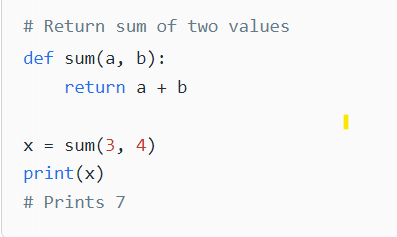 # Return sum of two values
def sum(a, b):
    return a + b
x = sum(3, 4)
print(x)
# Prints 7